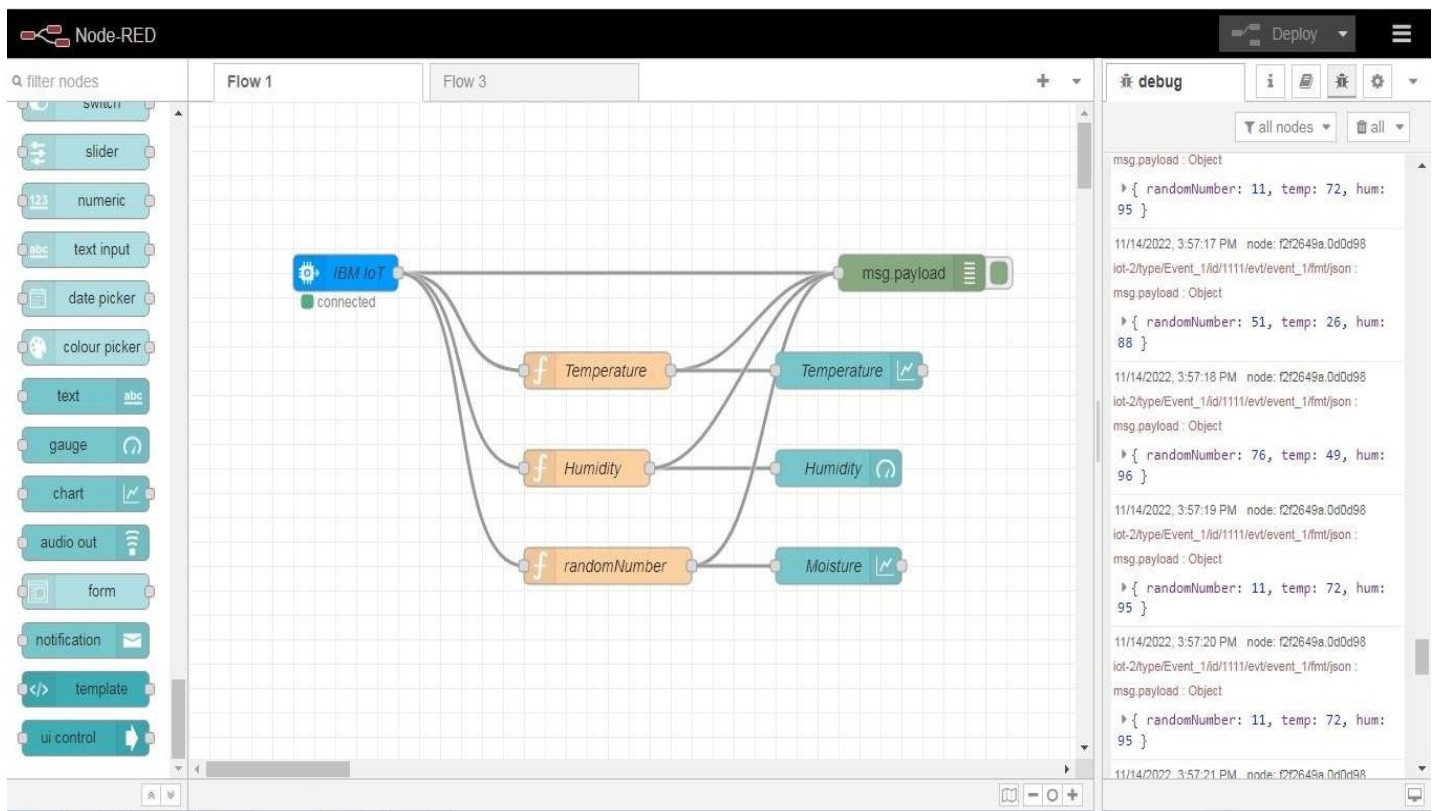 Node-RED
Deploy
filter nodes
Flow 1
Flow 3
debug
i
all nodes
all
switch
slider
123 numeric
abc text input
date picker
colour picker
text abc
gauge
chart
audio out
form
notification
</> template
ui control
IBM IoT
connected
msg.payload
f Temperature
Temperature
f Humidity
Humidity
f randomNumber
Moisture
msg.payload : Object
{ randomNumber: 11, temp: 72, hum:
95 }
11/14/2022, 3:57:17 PM node: f2f2649a.0d0d98
iot-2/type/Event_1/id/1111/evt/event_1/fmt/json :
msg.payload : Object
{ randomNumber: 51, temp: 26, hum:
88 }
11/14/2022, 3:57:18 PM node: f2f2649a.0d0d98
iot-2/type/Event_1/id/1111/evt/event_1/fmt/json :
msg.payload : Object
{ randomNumber: 76, temp: 49, hum:
96 }
11/14/2022, 3:57:19 PM node: f2f2649a.0d0d98
iot-2/type/Event_1/id/1111/evt/event_1/fmt/json :
msg.payload : Object
{ randomNumber: 11, temp: 72, hum:
95 }
11/14/2022, 3:57:20 PM node: f2f2649a.0d0d98
iot-2/type/Event_1/id/1111/evt/event_1/fmt/json :
msg.payload : Object
{ randomNumber: 11, temp: 72, hum:
95 }
11/14/2022, 3:57:21 PM node: f2f2649a.0d0d98